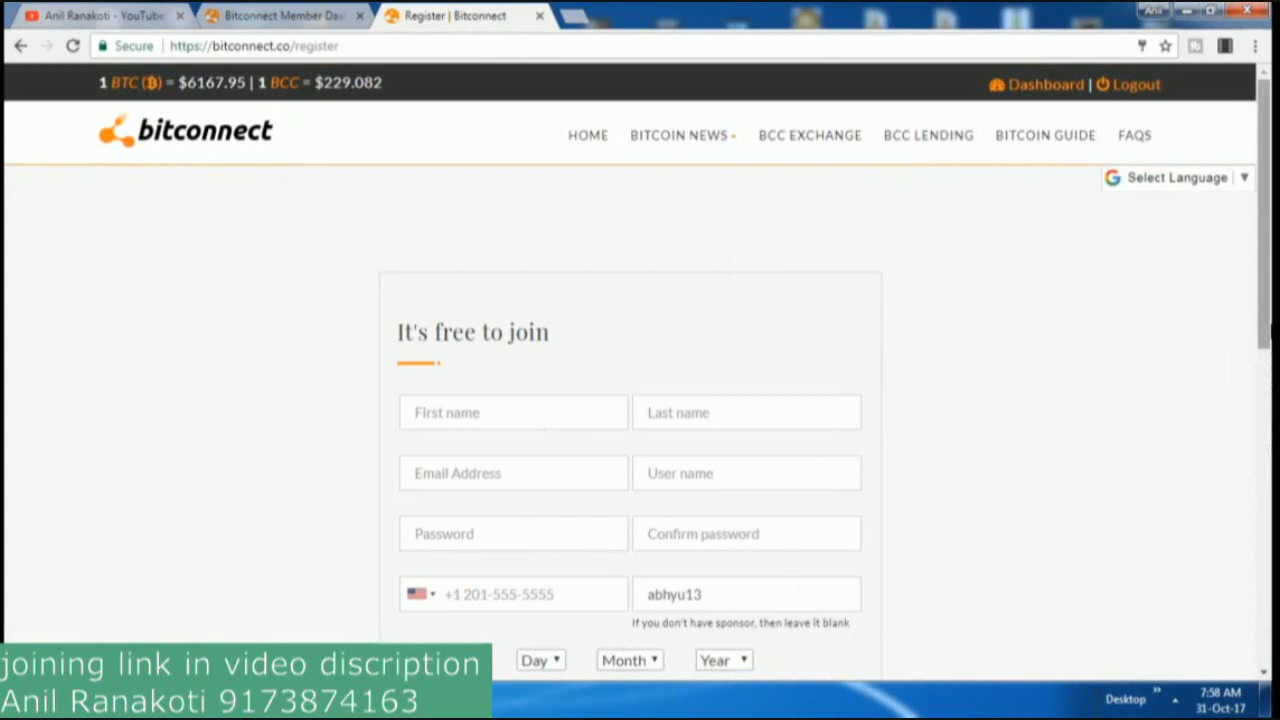 Anil Ranakoti - YouTube
Bitconnect Member Das
Register | Bitconnect
Anil
Secure
https://bitconnect.co/register
1 BTC (₿) = $6167.95 | 1 BCC = $229.082
Dashboard | Logout
bitconnect
HOME BITCOIN NEWS BCC EXCHANGE BCC LENDING BITCOIN GUIDE FAQS
G Select Language
It's free to join
First name Last name
Email Address User name
Password Confirm password
+1 201-555-5555 abhyu13
If you don't have sponsor, then leave it blank
Day Month Year
joining link in video discription
Anil Ranakoti 9173874163
Desktop
7:58 AM
31-Oct-17